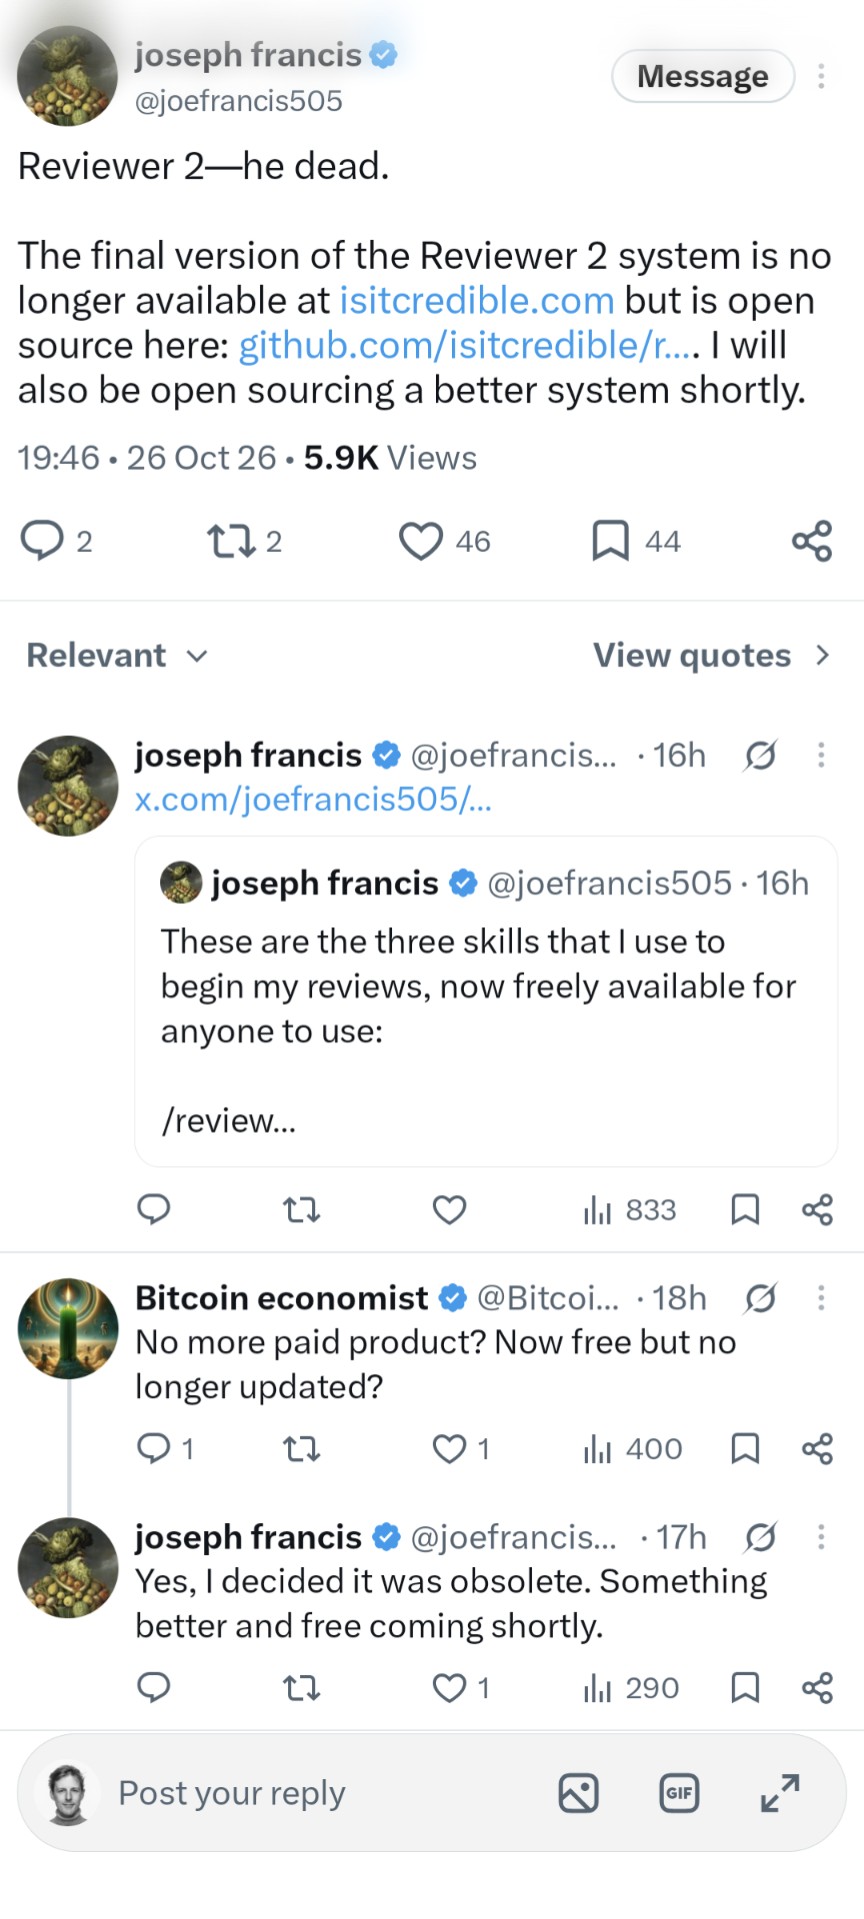 joseph francis
@joefrancis505
Message
Reviewer 2—he dead.
The final version of the Reviewer 2 system is no
longer available at isitcredible.com but is open
source here: github.com/isitcredible/r.... I will
also be open sourcing a better system shortly.
19:46 • 26 Oct 26 • 5.9K Views
2 2 46 44
Relevant View quotes
joseph francis @joefrancis... · 16h
x.com/joefrancis505/...
joseph francis @joefrancis505 · 16h
These are the three skills that I use to
begin my reviews, now freely available for
anyone to use:
/review...
833
Bitcoin economist @Bitcoi... · 18h
No more paid product? Now free but no
longer updated?
1 1 400
joseph francis @joefrancis... · 17h
Yes, I decided it was obsolete. Something
better and free coming shortly.
1 290
Post your reply GIF